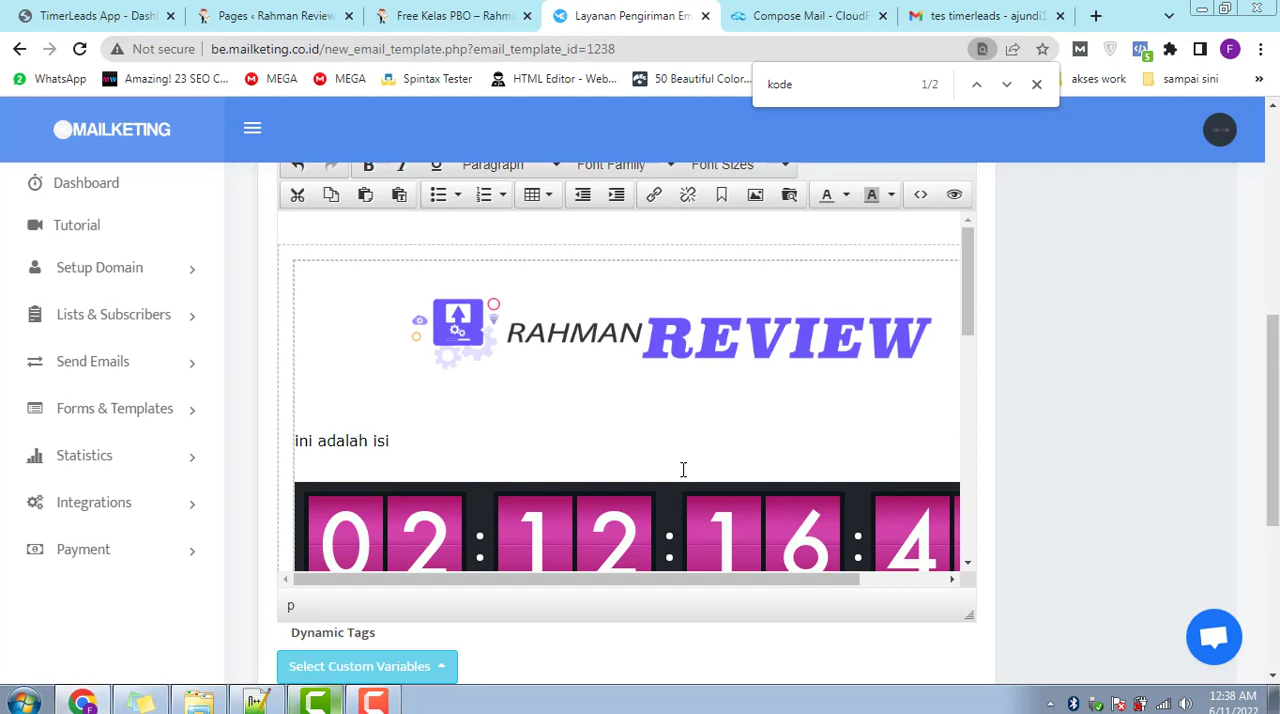 TimerLeads App - Dashb
Pages ‹ Rahman Review
Free Kelas PBO – Rahma
Layanan Pengiriman Em
Compose Mail - CloudF
tes timerleads - ajundi1
Not secure
be.mailketing.co.id/new_email_template.php?email_template_id=1238
F
WhatsApp
Amazing! 23 SEO C...
MEGA
MEGA
Spintax Tester
HTML Editor - Web...
50 Beautiful Color...
akses work
sampai sini
»
kode
1/2
MAILKETING
Dashboard
Tutorial
Setup Domain
Lists & Subscribers
Send Emails
Forms & Templates
Statistics
Integrations
Payment
B I U Paragraph Font Family Font Sizes
A A <>
RAHMANREVIEW
ini adalah isi
02:12:16:4
p
Dynamic Tags
Select Custom Variables
12:38 AM
6/11/2022